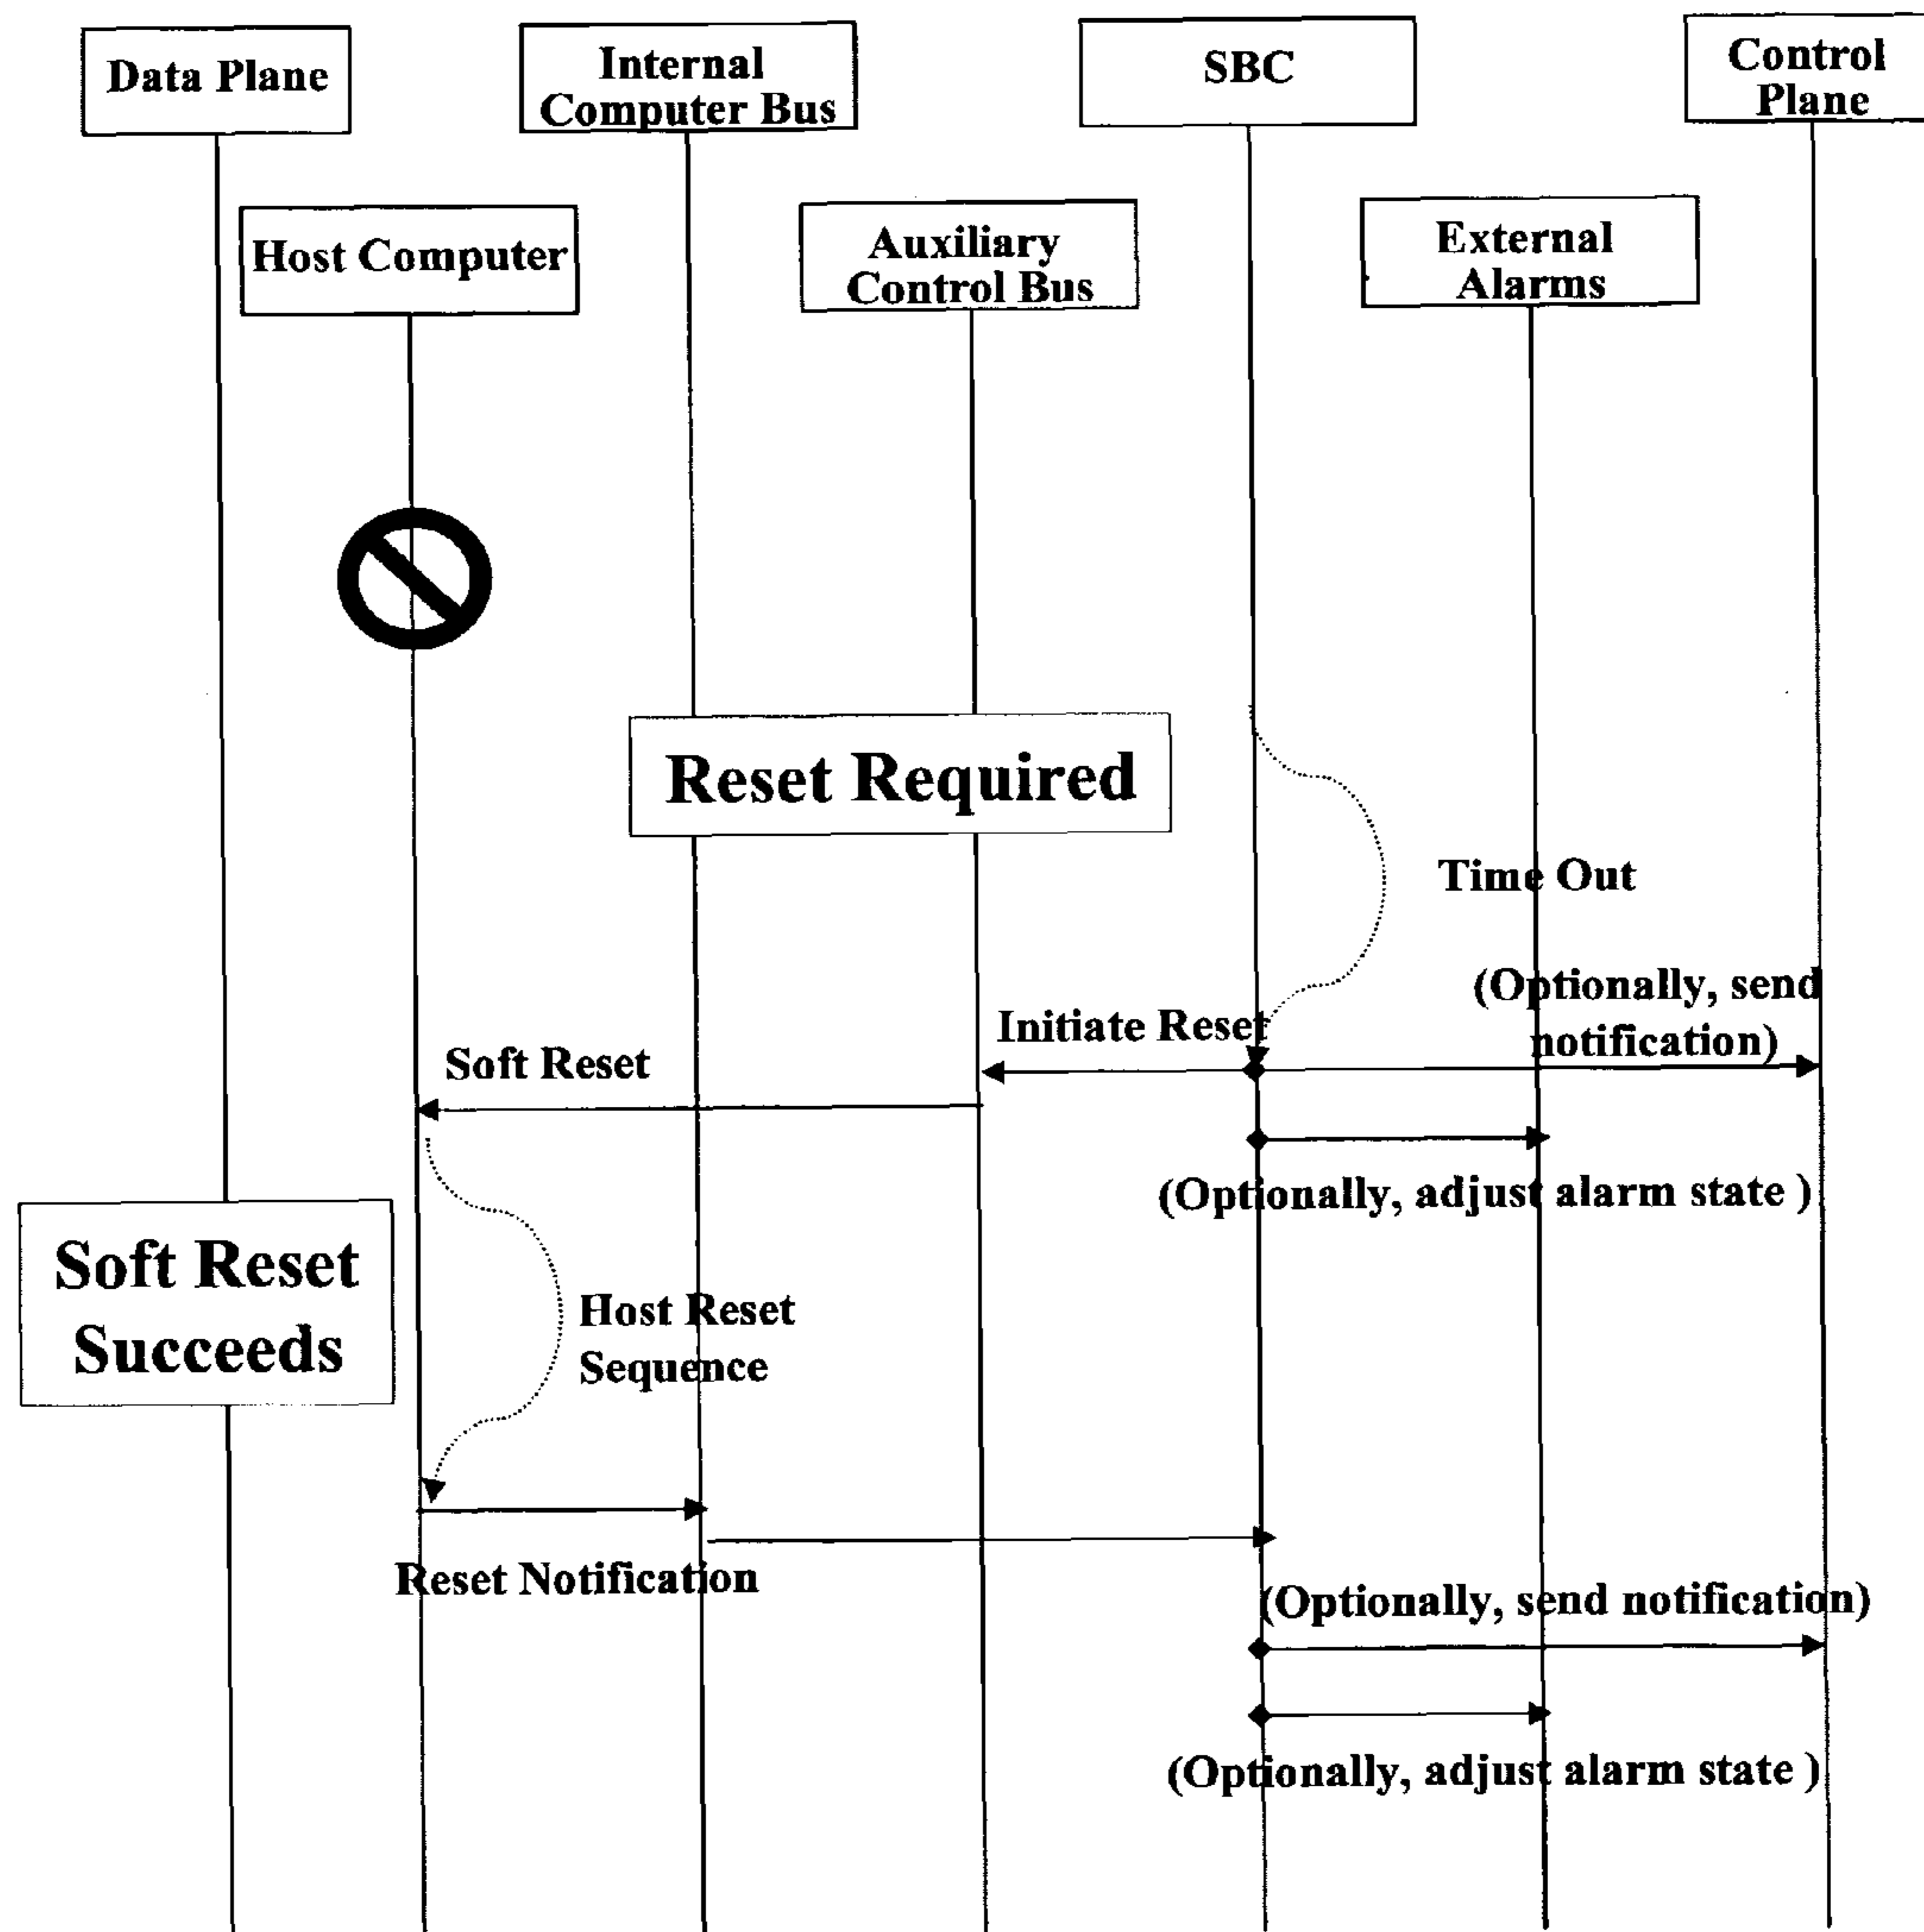 Data Plane
Internal
Computer Bus
SBC
Control
Plane
Host Computer
Auxiliary
Control Bus
External
Alarms
Reset Required
Time Out
(Optionally, send
notification)
Initiate Reset
Soft Reset
(Optionally, adjust alarm state )
Soft Reset
Succeeds
Host Reset
Sequence
Reset Notification
(Optionally, send notification)
(Optionally, adjust alarm state )